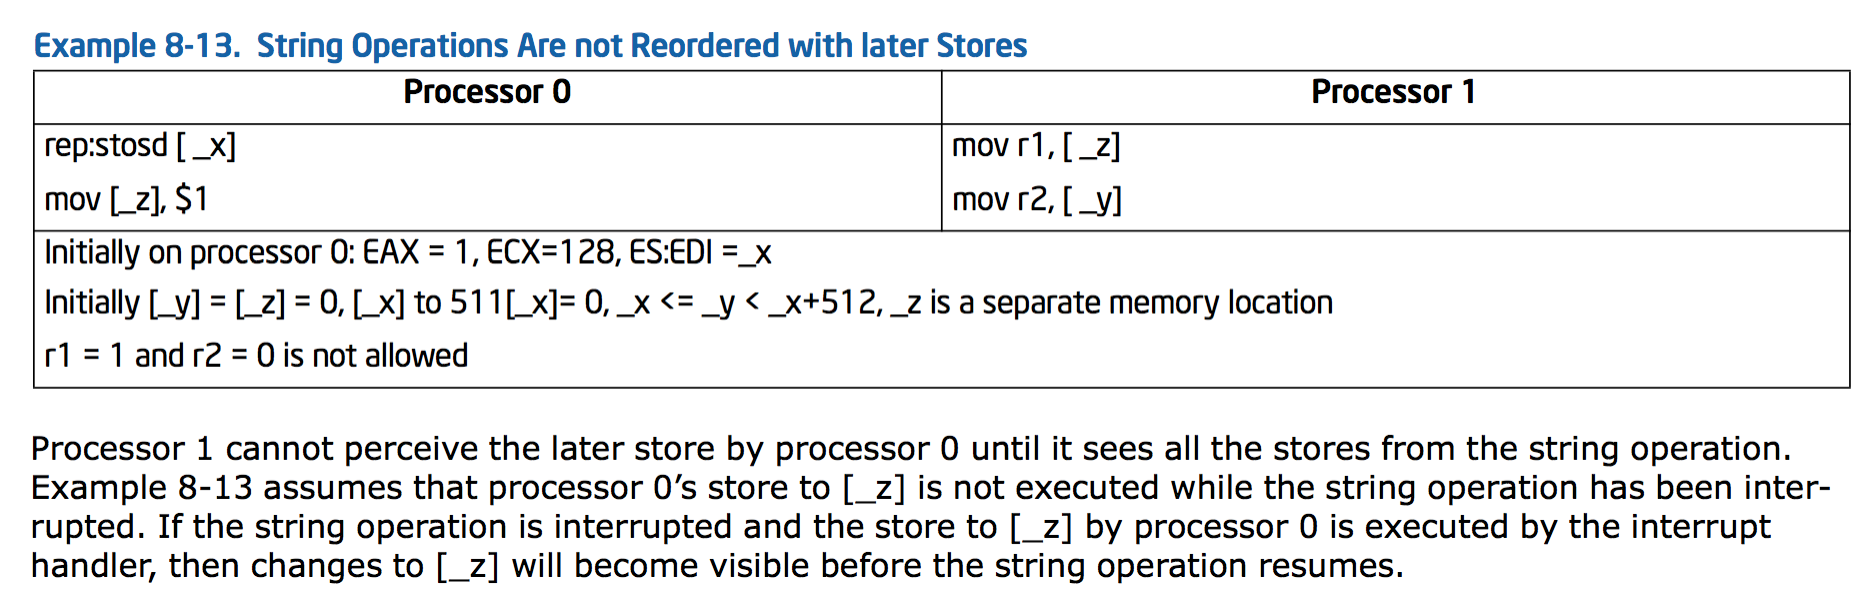 Example 8-13. String Operations Are not Reordered with later Stores
Processor 0
Processor 1
rep:stosd [ _x]
mov r1, [ _z]
mov [_z], $1
mov r2, [ _y]
Initially on processor 0: EAX = 1, ECX=128, ES:EDI =_x
Initially [_y] = [_z] = 0, [_x] to 511[_x]= 0, _x <= _y < _x+512, _z is a separate memory location
r1 = 1 and r2 = 0 is not allowed
Processor 1 cannot perceive the later store by processor 0 until it sees all the stores from the string operation.
Example 8-13 assumes that processor 0’s store to [_z] is not executed while the string operation has been inter-
rupted. If the string operation is interrupted and the store to [_z] by processor 0 is executed by the interrupt
handler, then changes to [_z] will become visible before the string operation resumes.